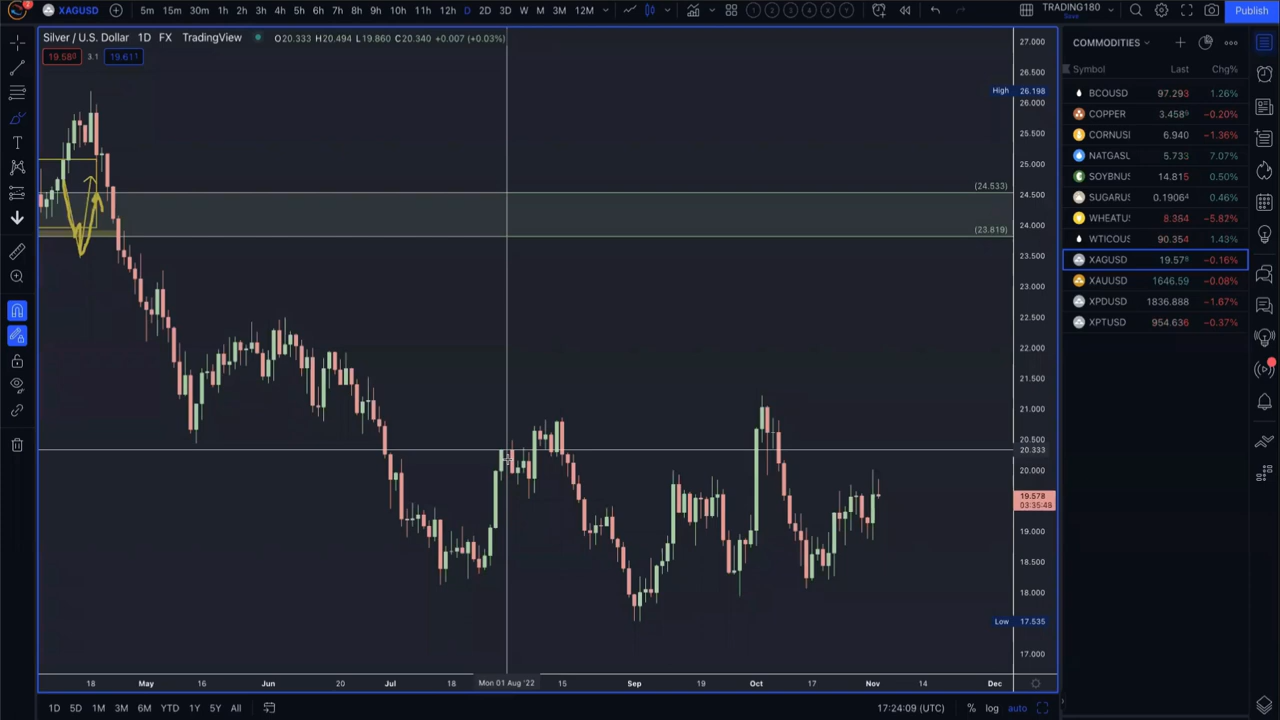 XAGUSD 5m 15m 30m 1h 2h 3h 4h 5h 6h 7h 8h 9h 10h 11h 12h D 2D 3D W M 3M 12M TRADING180 Save Publish
Silver / U.S. Dollar 1D FX TradingView O20.333 H20.494 L19.860 C20.340 +0.007 (+0.03%)
19.580 3.1 19.611
COMMODITIES
Symbol Last Chg%
BCOUSD 97.293 1.26%
COPPER 3.4589 −0.20%
CORNUSI 6.940 −1.36%
NATGASU 5.733 7.07%
SOYBNUS 14.815 0.50%
SUGARUS 0.19064 0.46%
WHEATUS 8.364 −5.82%
WTICOUS 90.354 1.43%
XAGUSD 19.578 −0.16%
XAUUSD 1646.59 −0.08%
XPDUSD 1836.888 −1.67%
XPTUSD 954.636 −0.37%
27.000
26.500
High 26.198
26.000
25.500
25.000
(24.533)
24.500
24.000
(23.819)
23.500
23.000
22.500
22.000
21.500
21.000
20.500
20.333
20.000
19.578
03:35:48
19.000
18.500
18.000
Low 17.535
17.000
18 May 16 Jun 20 Jul 18 Mon 01 Aug '22 15 Sep 19 Oct 17 Nov 14 Dec
1D 5D 1M 3M 6M YTD 1Y 5Y All 17:24:09 (UTC) % log auto